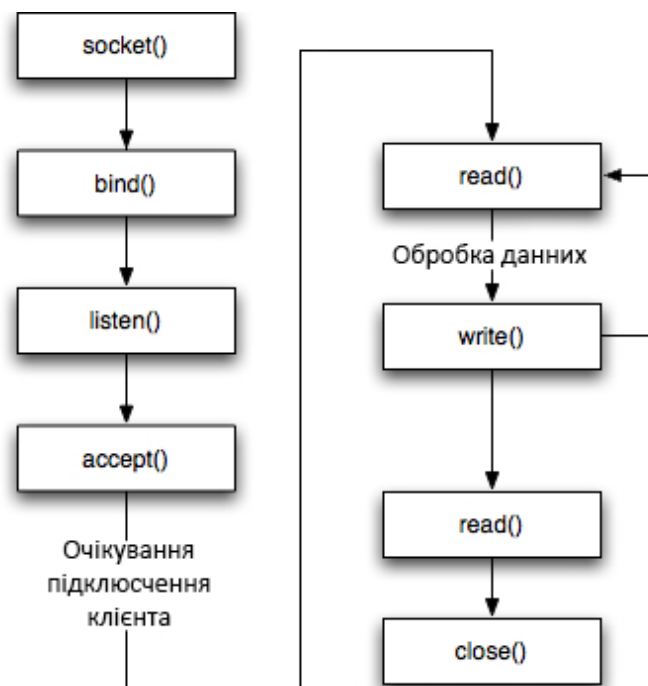 socket()
bind()
listen()
accept()
Очікування
підклюсчення
клієнта
read()
Обробка данних
write()
read()
close()